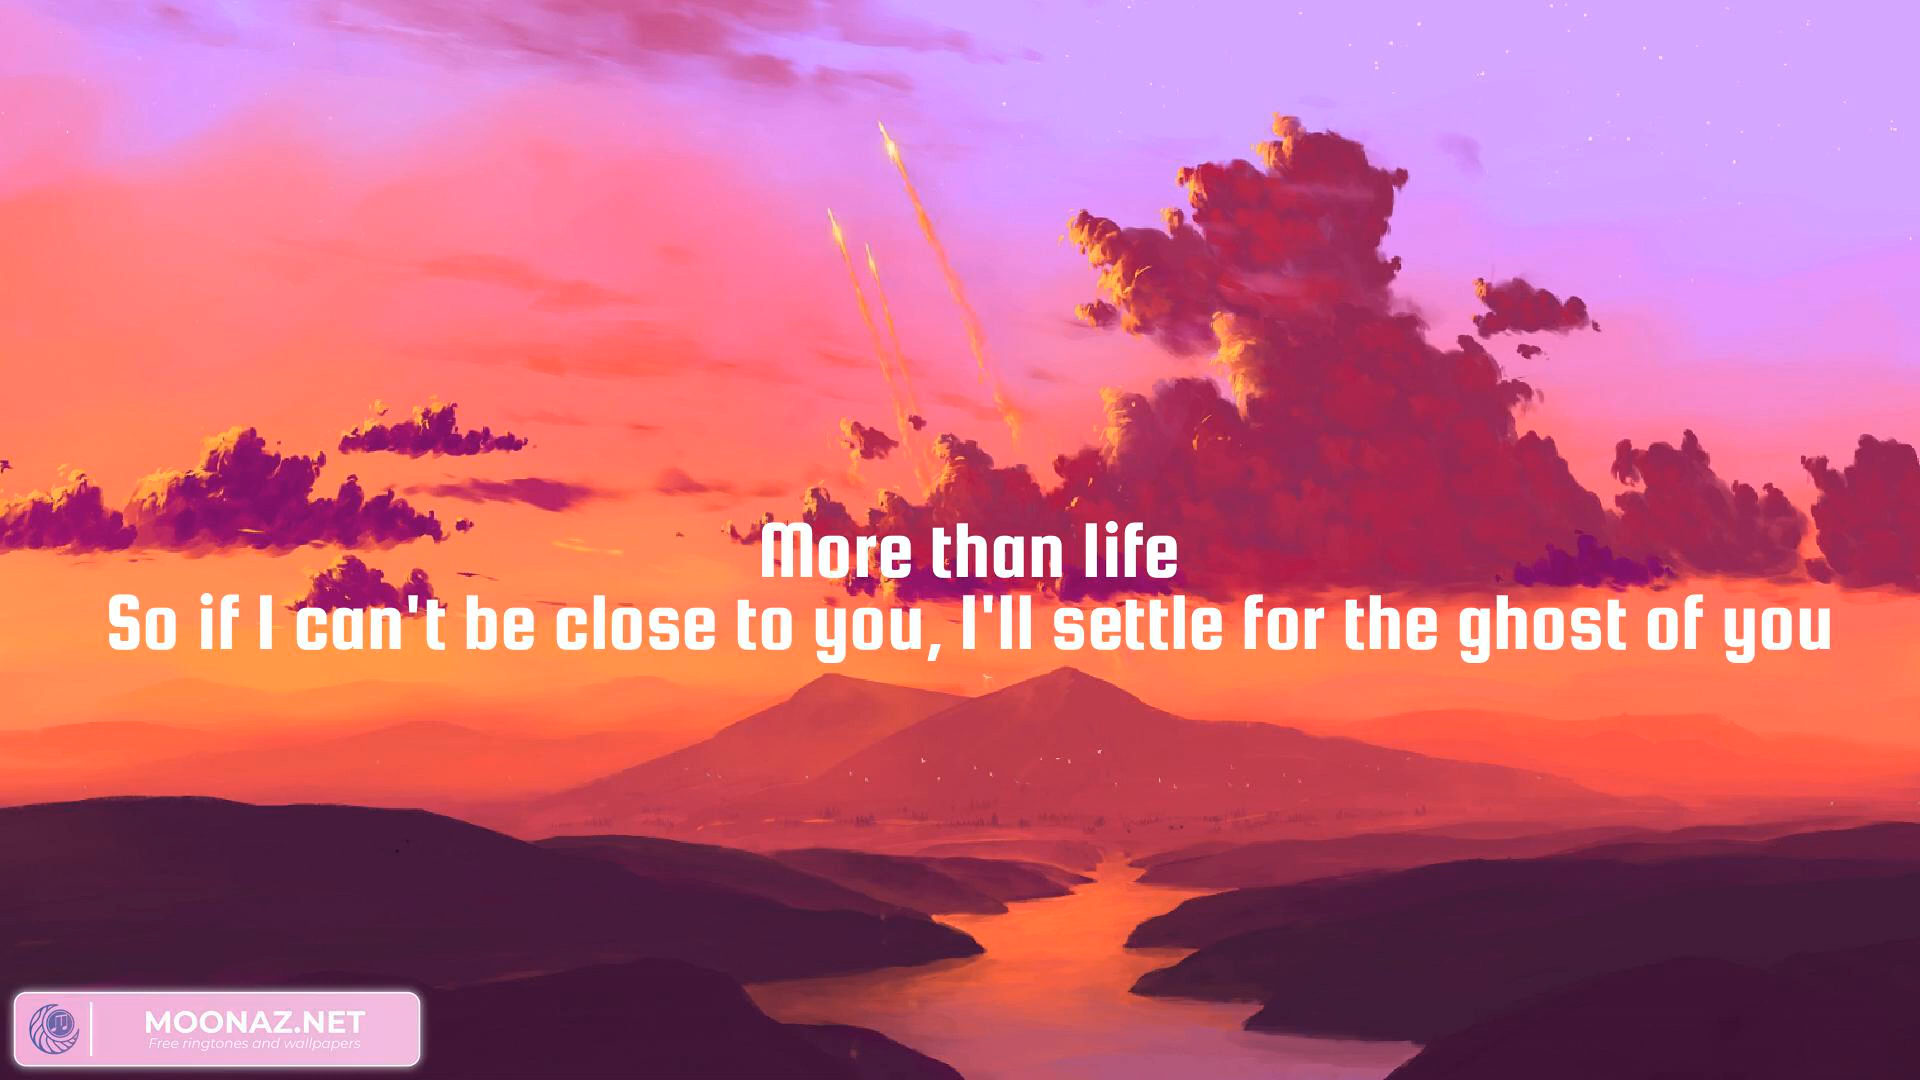 More than life
So if I can't be close to you, I'll settle for the ghost of you
MOONAZ.NET
Free ringtones and wallpapers